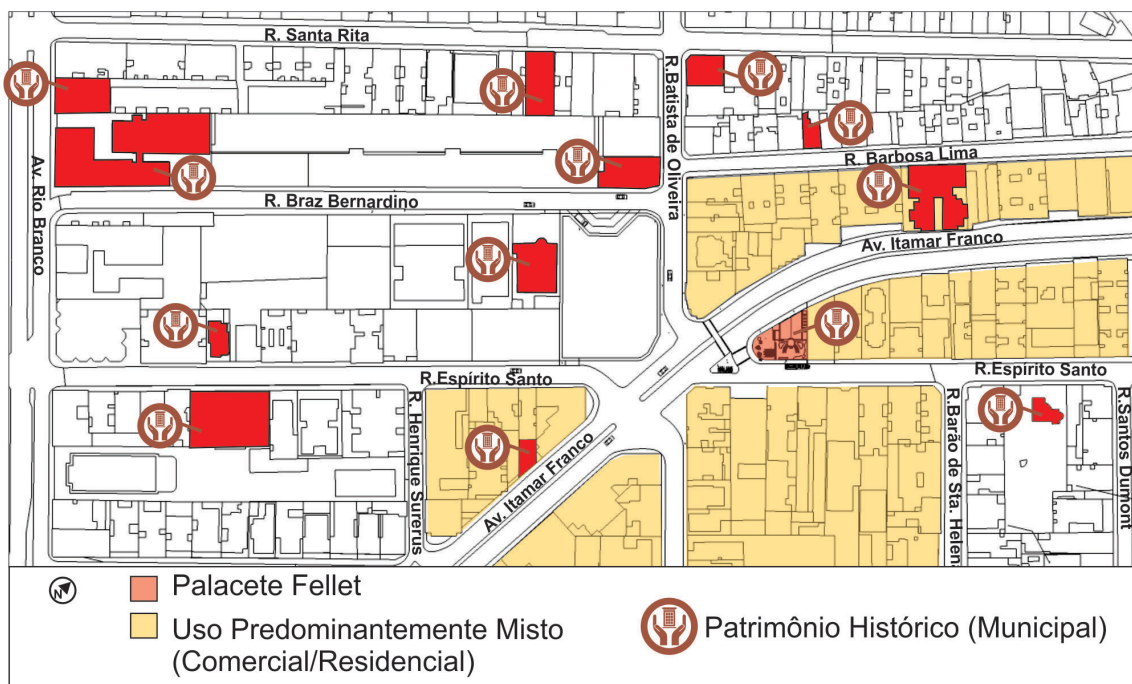 R. Santa Rita
R.Batista de Oliveira
R. Barbosa Lima
Av. Rio Branco
R. Braz Bernardino
Av. Itamar Franco
R.Espírito Santo
R.Espírito Santo
R. Henrique Surerus
Av. Itamar Franco
R.Barão de Sta. Helena
R.Santos Dumont
N
Palacete Fellet
Uso Predominantemente Misto
(Comercial/Residencial)
Patrimônio Histórico (Municipal)